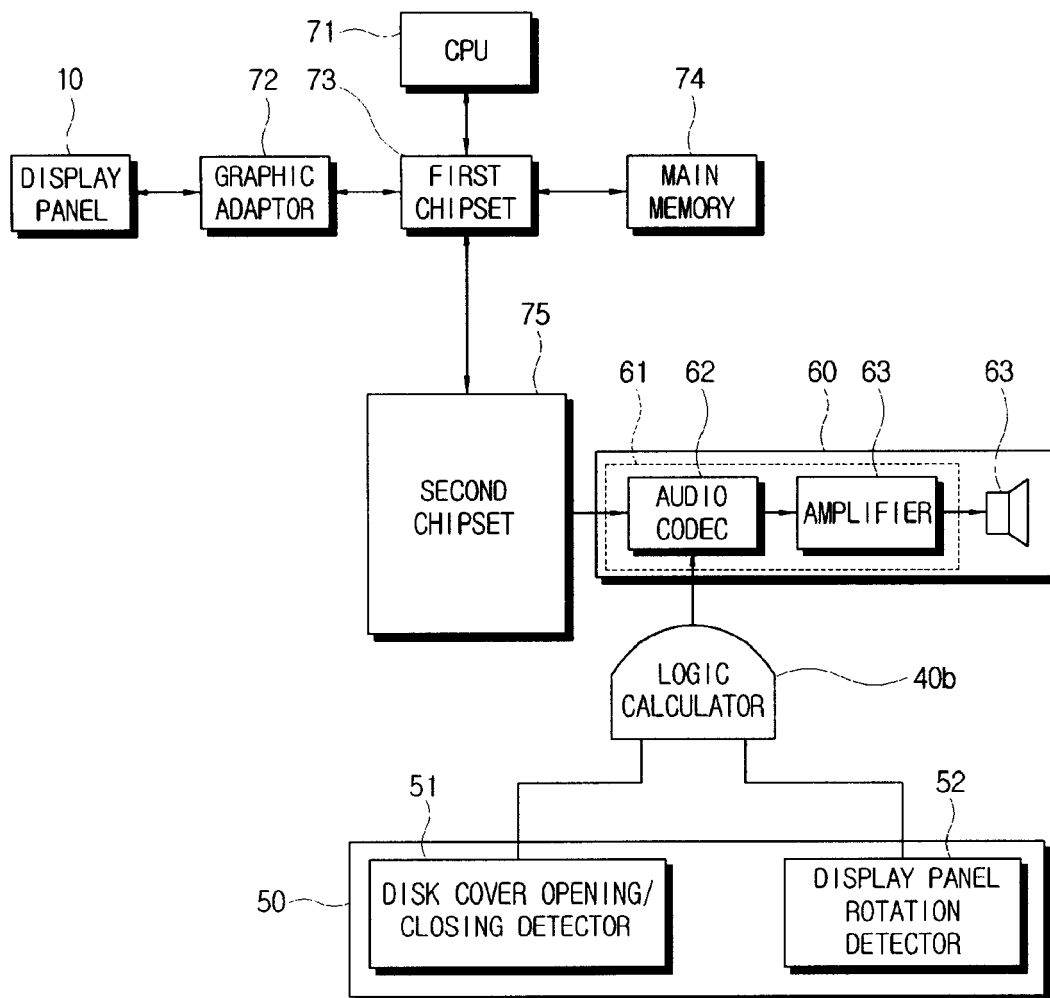 71
CPU
10
72
73
74
DISPLAY
PANEL
GRAPHIC
ADAPTOR
FIRST
CHIPSET
MAIN
MEMORY
75
61
62
60
63
63
SECOND
CHIPSET
AUDIO
CODEC
AMPLIFIER
LOGIC
CALCULATOR
40b
51
52
50
DISK COVER OPENING/
CLOSING DETECTOR
DISPLAY PANEL
ROTATION
DETECTOR